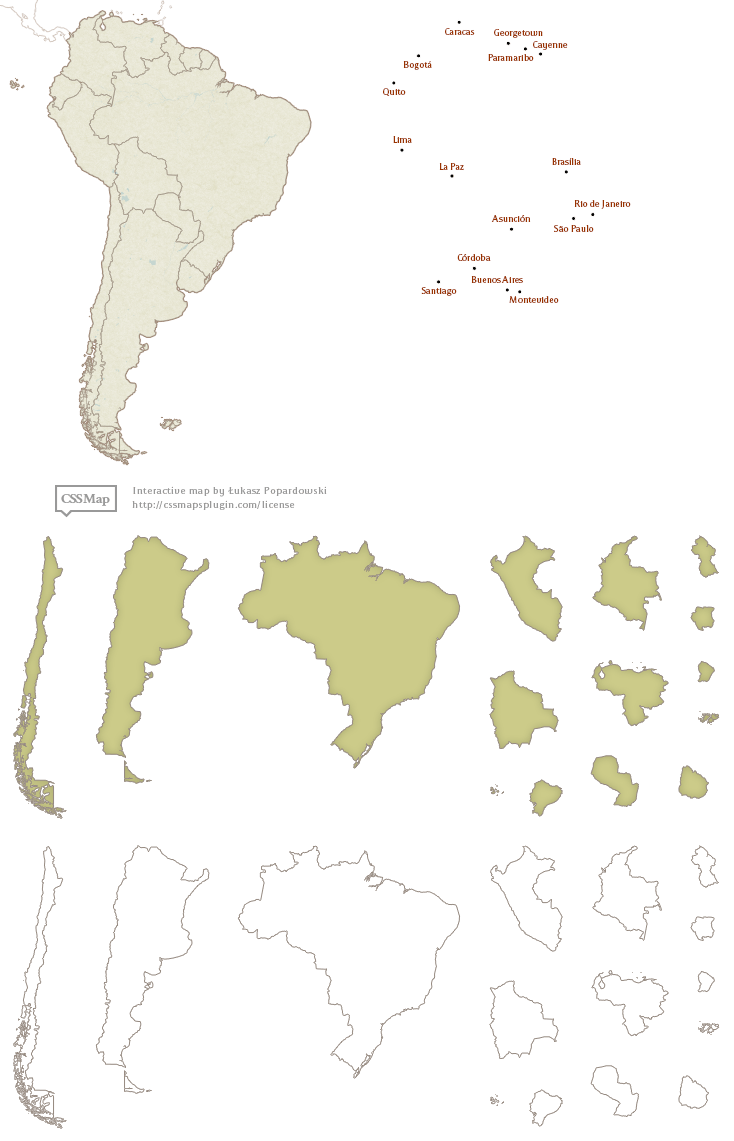 Caracas
Georgetown
Cayenne
Paramaribo
Bogotá
Quito
Lima
La Paz
Brasília
Rio de Janeiro
São Paulo
Asunción
Córdoba
Buenos Aires
Santiago
Montevideo
CSSMap
Interactive map by Łukasz Popardowski
http://cssmapsplugin.com/license